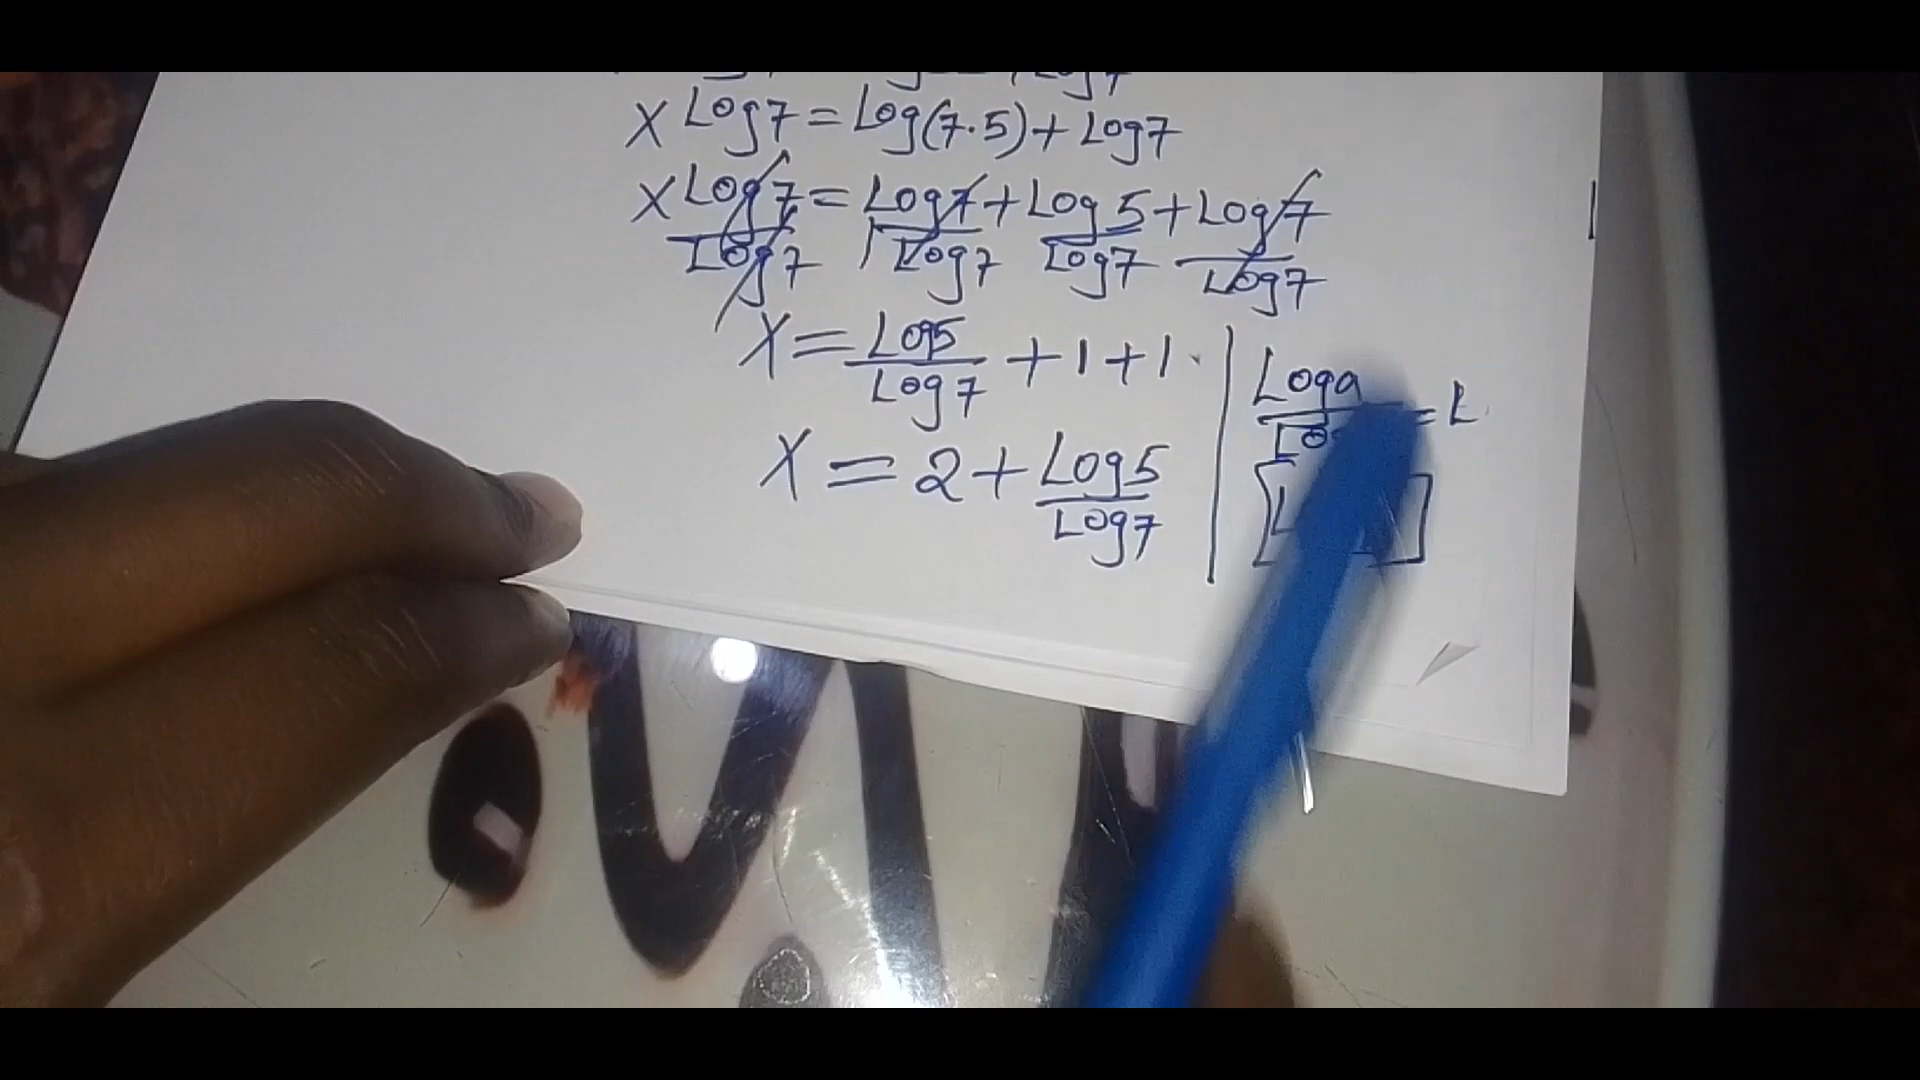 x Log7 = Log(7.5) + Log7
x Log7/Log7 = Log7/Log7 + Log5/Log7 + Log7/Log7
x = Log5/Log7 + 1 + 1
x = 2 + Log5/Log7
Loga